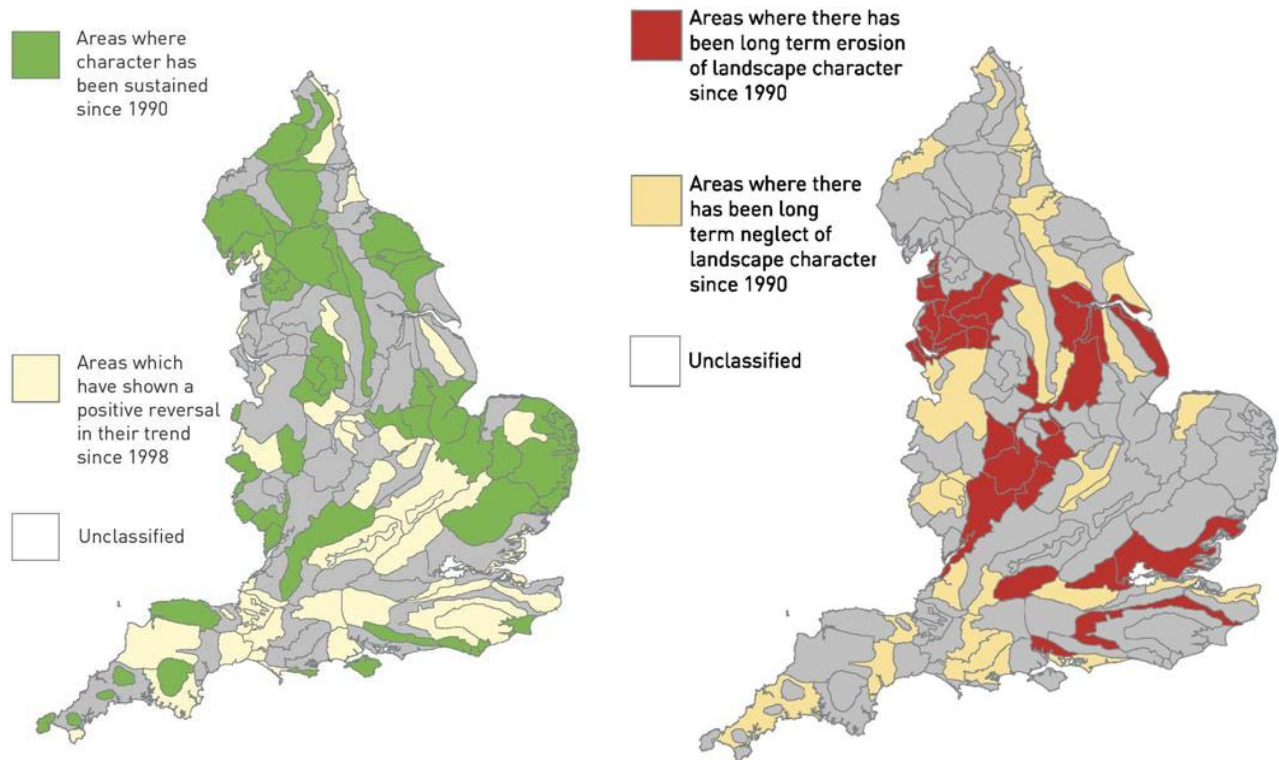 Areas where
character has
been sustained
since 1990
Areas which
have shown a
positive reversal
in their trend
since 1998
Unclassified
Areas where there has
been long term erosion
of landscape character
since 1990
Areas where there
has been long
term neglect of
landscape character
since 1990
Unclassified